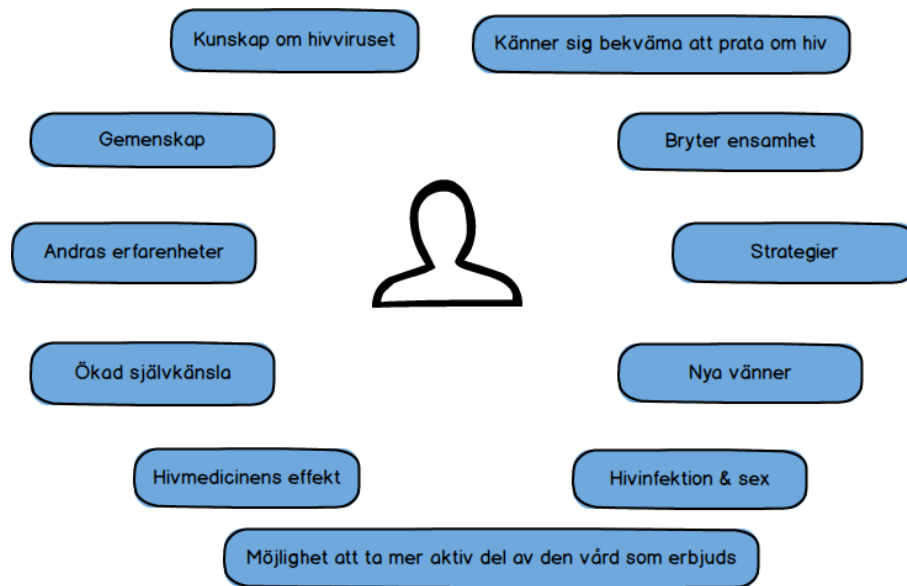 Kunskap om hivviruset
Känner sig bekväma att prata om hiv
Gemenskap
Bryter ensamhet
Andras erfarenheter
Strategier
Ökad självkänsla
Nya vänner
Hivmedicinens effekt
Hivinfektion & sex
Möjlighet att ta mer aktiv del av den vård som erbjuds